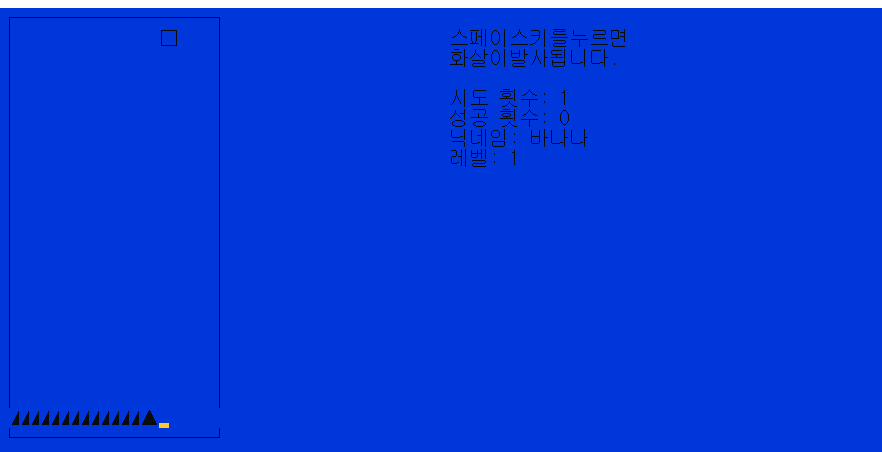 스페이스키를누르면
화살이발사됩니다.
시도 횟수: 1
성공 횟수: 0
닉네임: 바나나
레벨: 1